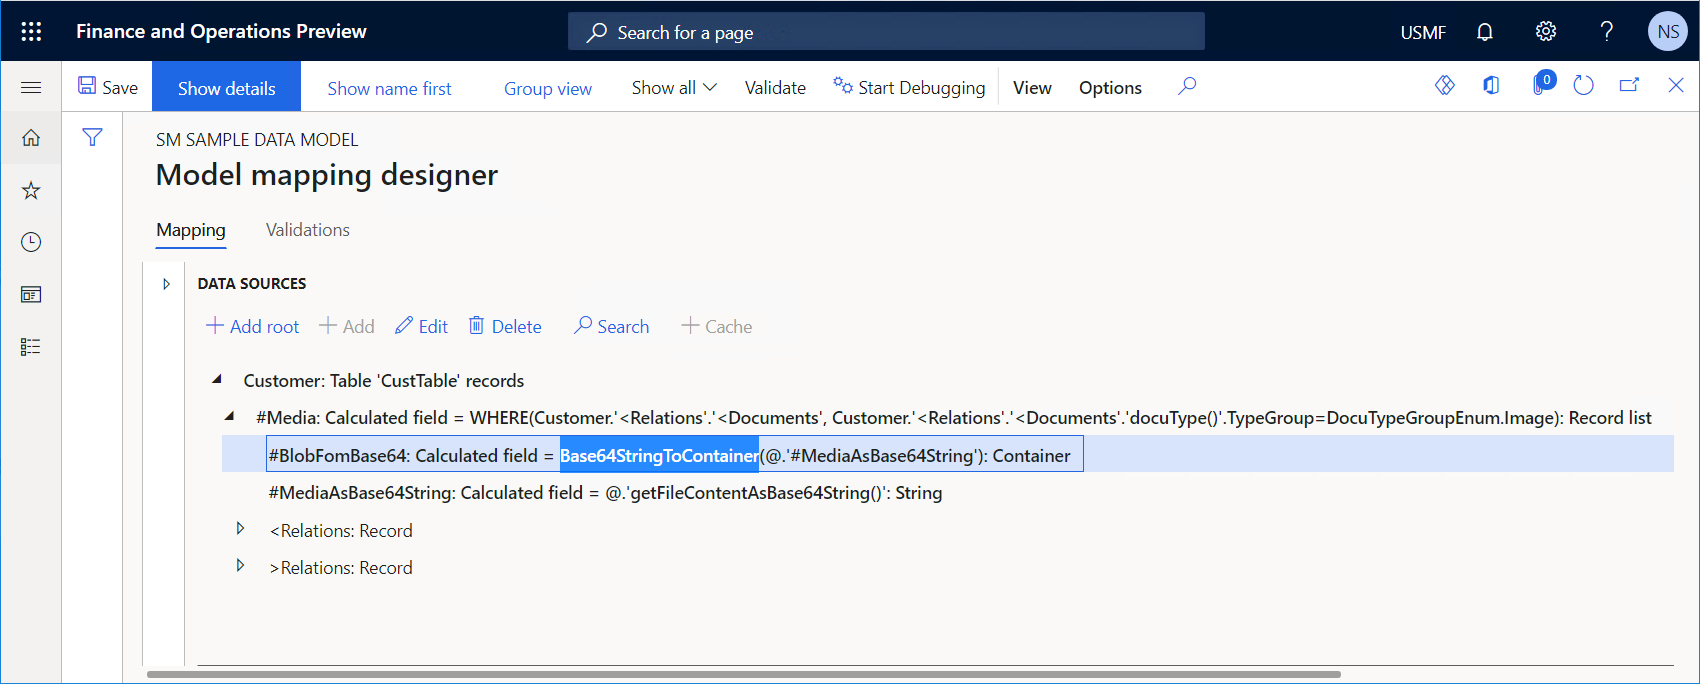 Finance and Operations Preview Search for a page USMF NS
Save Show details Show name first Group view Show all Validate Start Debugging View Options 0
SM SAMPLE DATA MODEL
Model mapping designer
Mapping Validations
DATA SOURCES
Add root Add Edit Delete Search Cache
Customer: Table 'CustTable' records
#Media: Calculated field = WHERE(Customer.'<Relations'.'<Documents', Customer.'<Relations'.'<Documents'.'docuType()'.TypeGroup=DocuTypeGroupEnum.Image): Record list
#BlobFomBase64: Calculated field = Base64StringToContainer(@.'#MediaAsBase64String'): Container
#MediaAsBase64String: Calculated field = @.'getFileContentAsBase64String()': String
<Relations: Record
>Relations: Record